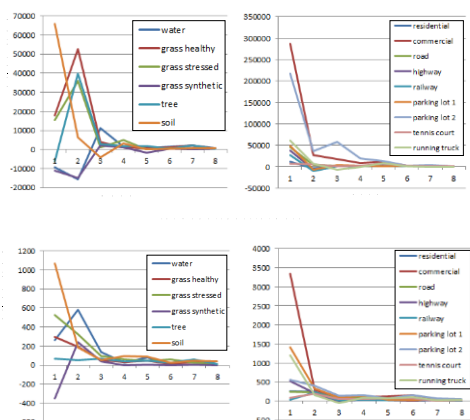 70000
60000
50000
40000
30000
20000
10000
0
-10000
-20000
1 2 3 4 5 6 7 8
water
grass healthy
grass stressed
grass synthetic
tree
soil
350000
300000
250000
200000
150000
100000
50000
0
-50000
1 2 3 4 5 6 7 8
residential
commercial
road
highway
railway
parking lot 1
parking lot 2
tennis court
running truck
1200
1000
800
600
400
200
0
-200
-400
1 2 3 4 5 6 7 8
water
grass healthy
grass stressed
grass synthetic
tree
soil
4000
3500
3000
2500
2000
1500
1000
500
0
1 2 3 4 5 6 7 8
residential
commercial
road
highway
railway
parking lot 1
parking lot 2
tennis court
running truck